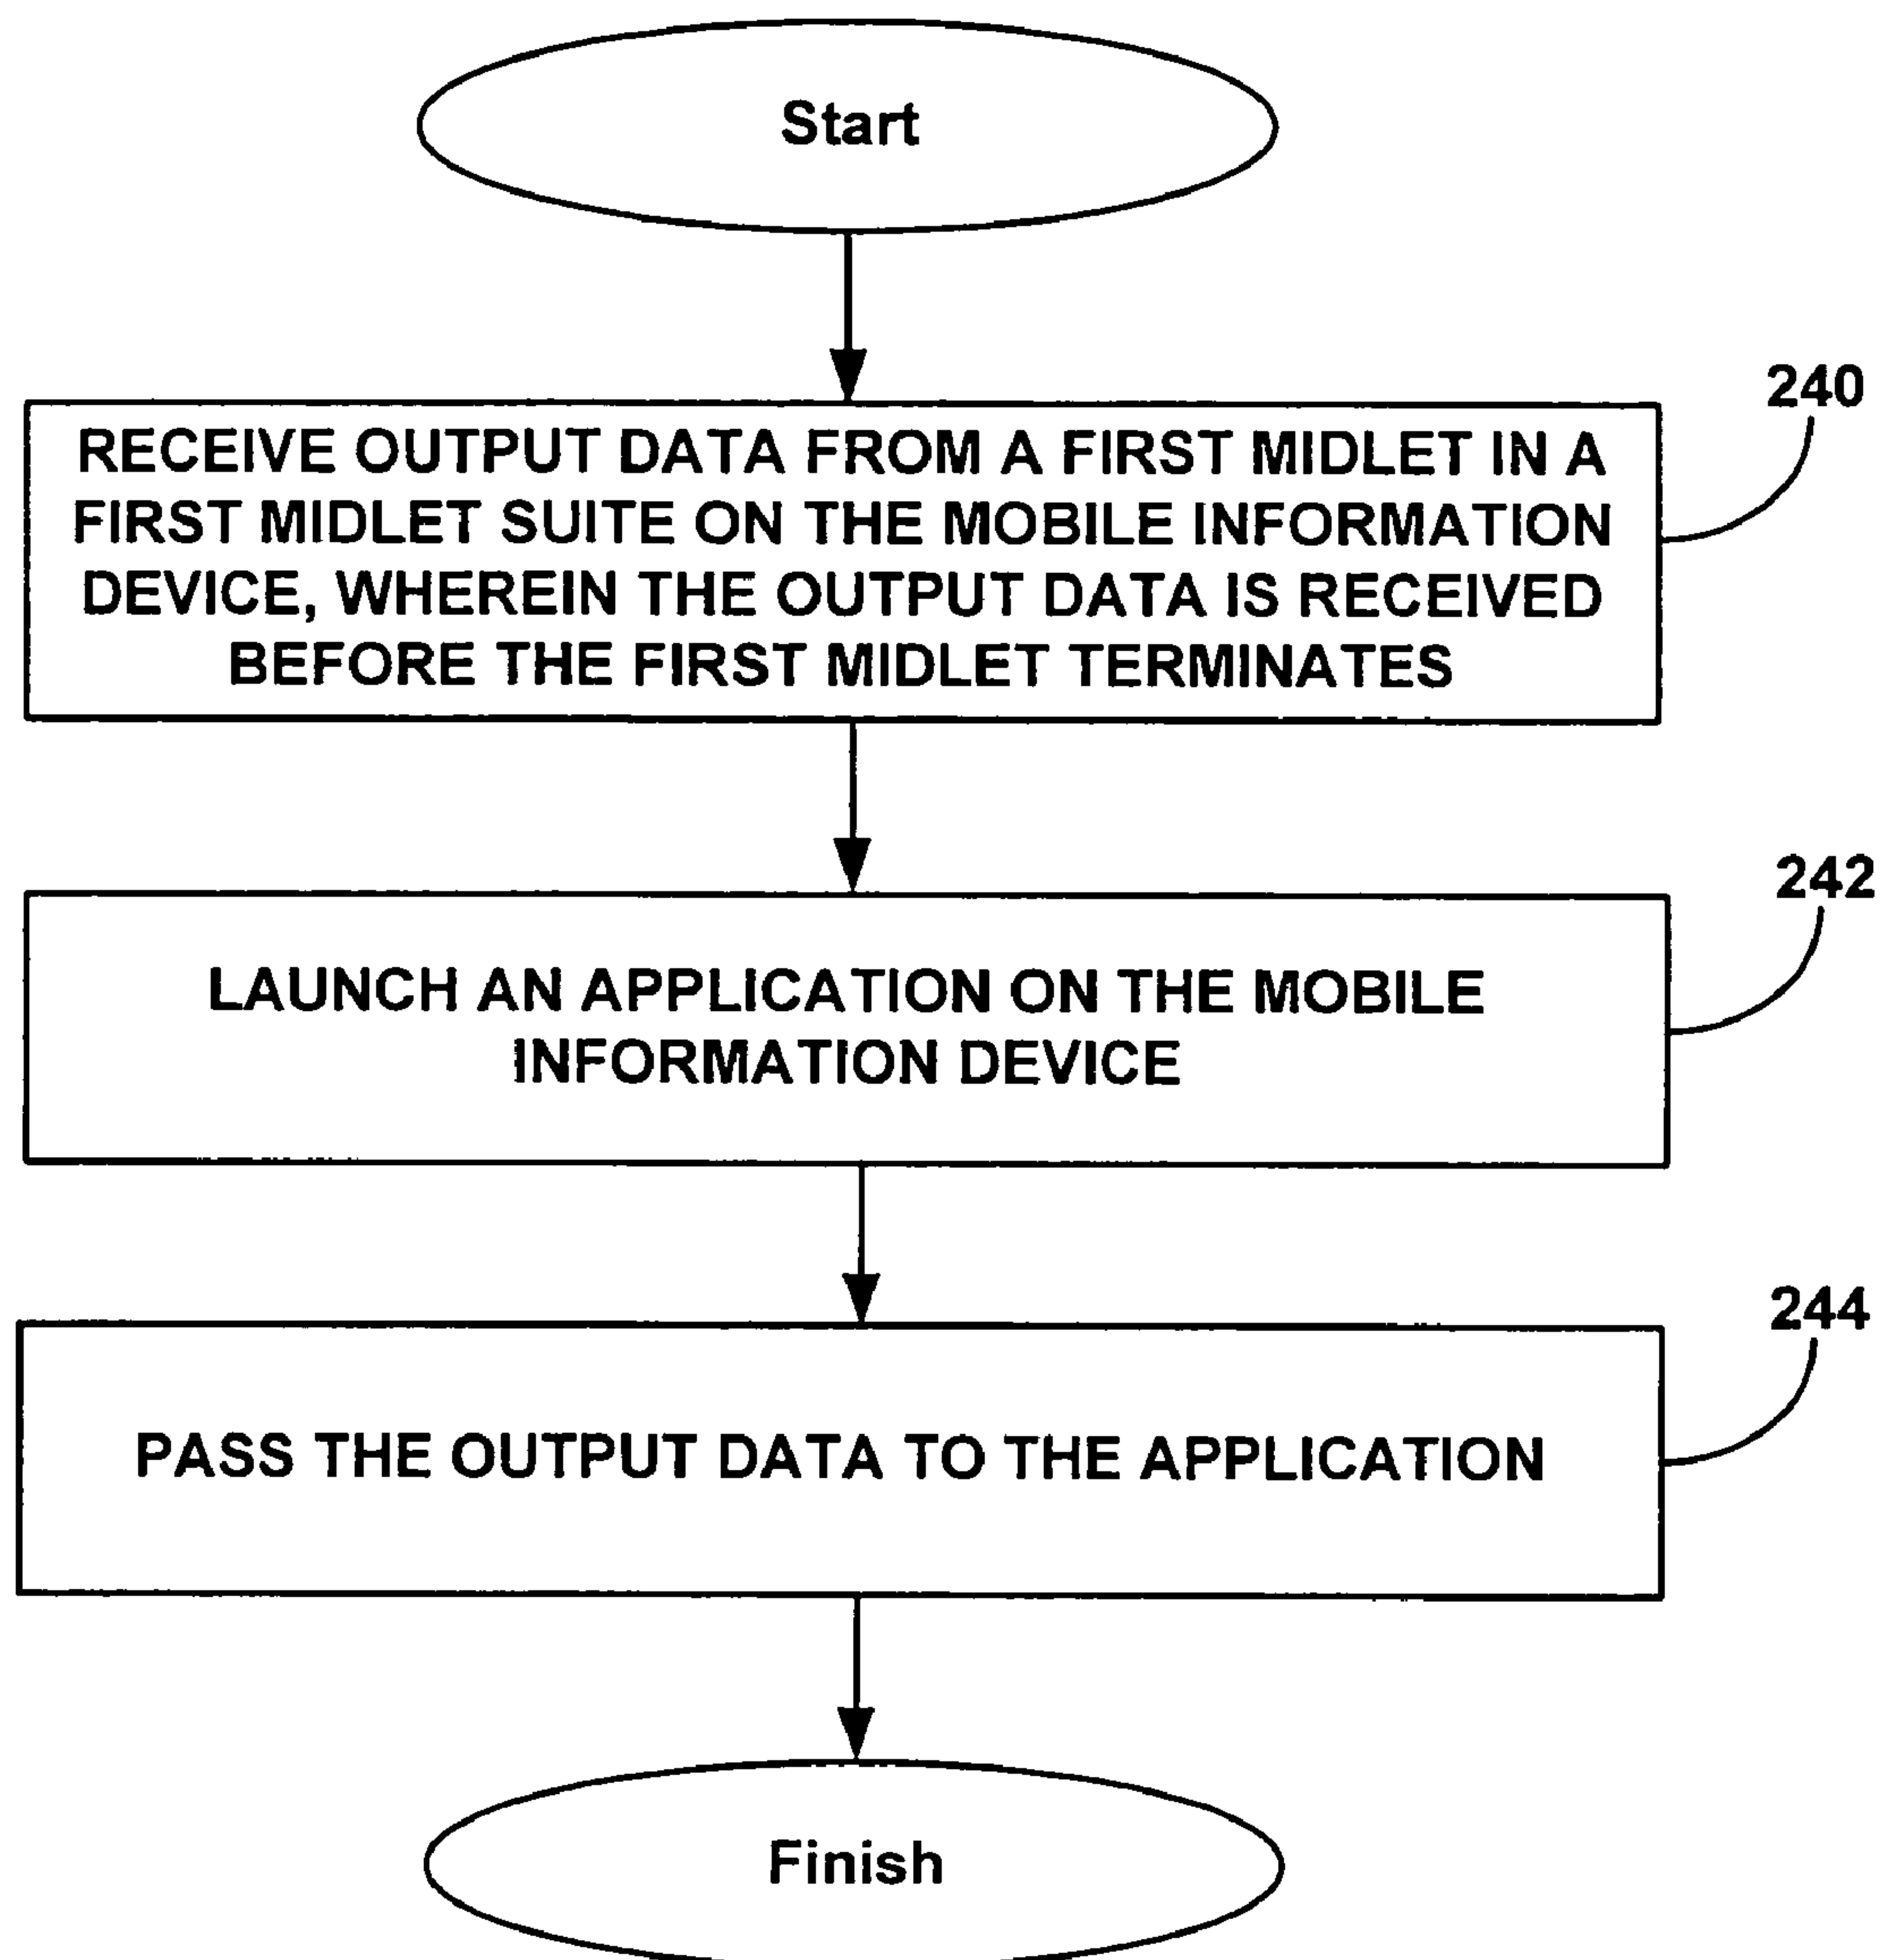 Start
240
RECEIVE OUTPUT DATA FROM A FIRST MIDLET IN A
FIRST MIDLET SUITE ON THE MOBILE INFORMATION
DEVICE, WHEREIN THE OUTPUT DATA IS RECEIVED
BEFORE THE FIRST MIDLET TERMINATES
242
LAUNCH AN APPLICATION ON THE MOBILE
INFORMATION DEVICE
244
PASS THE OUTPUT DATA TO THE APPLICATION
Finish